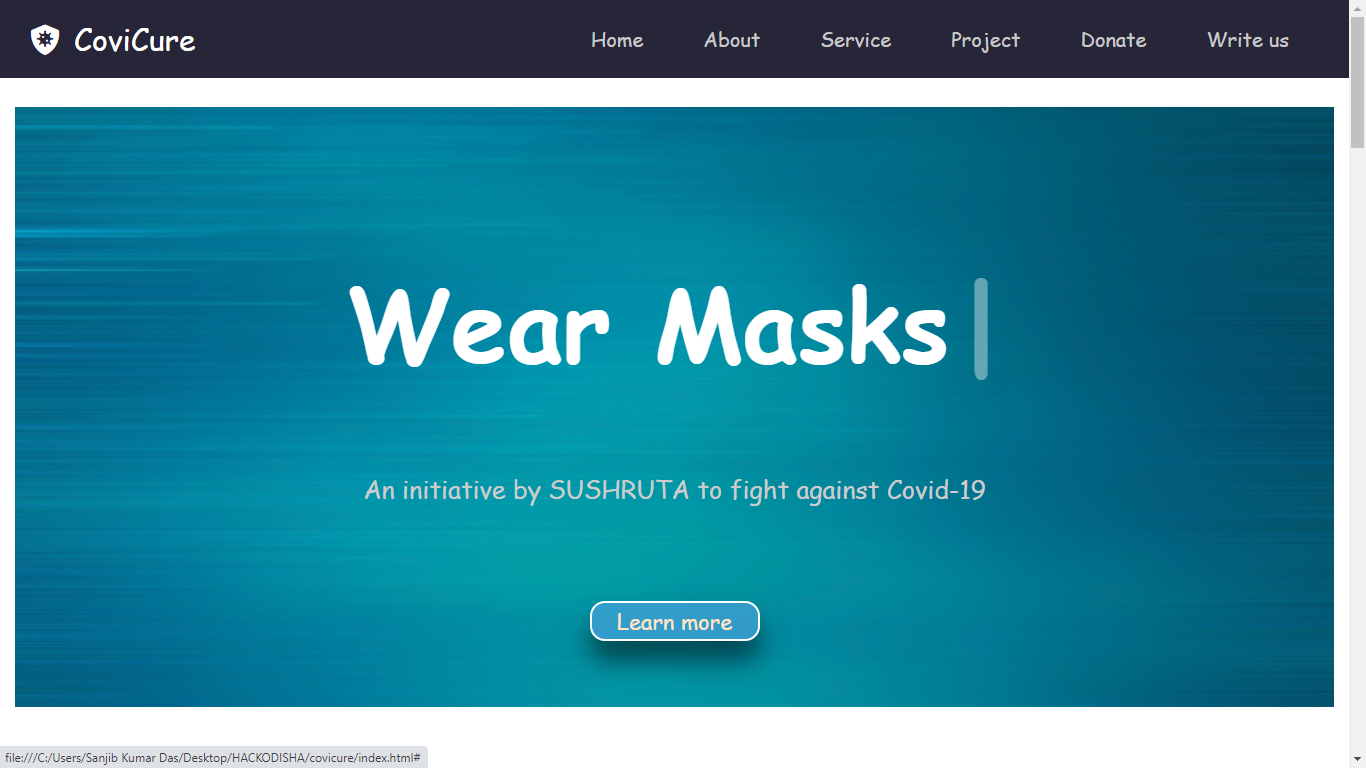 CoviCure
Home About Service Project Donate Write us
Wear Masks
An initiative by SUSHRUTA to fight against Covid-19
Learn more
file:///C:/Users/Sanjib Kumar Das/Desktop/HACKODISHA/covicure/index.html#